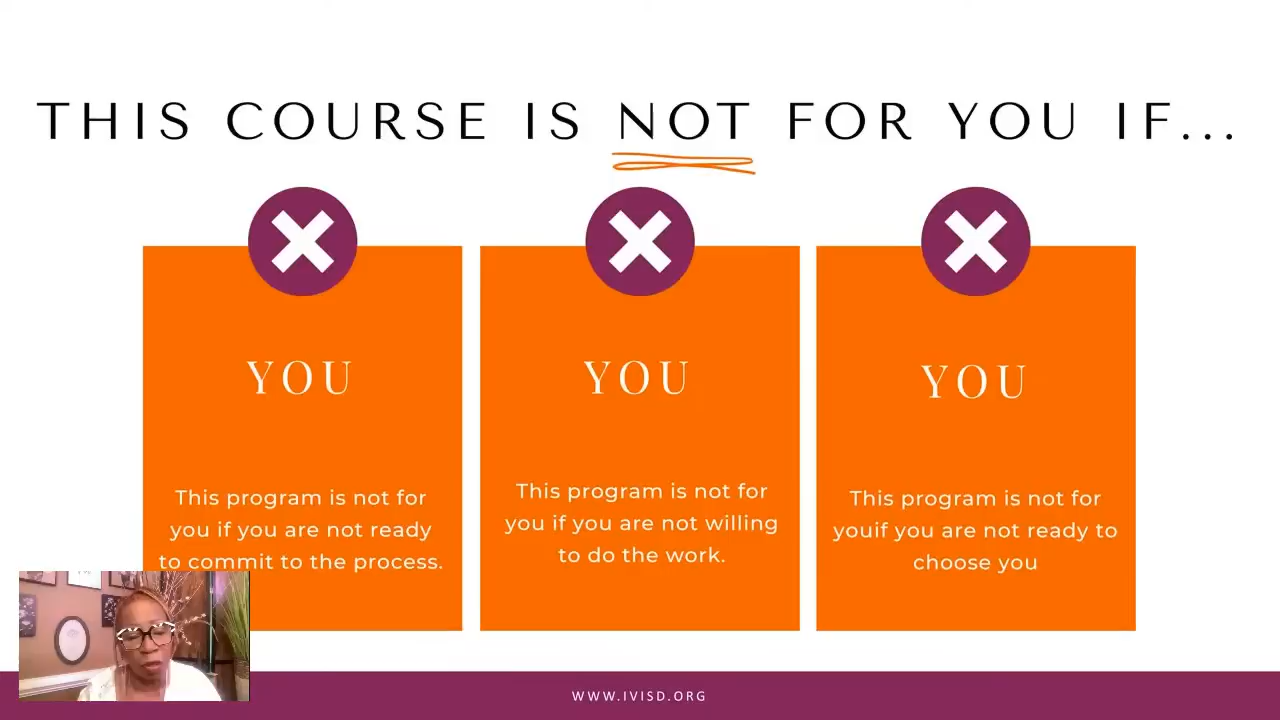 THIS COURSE IS NOT FOR YOU IF...
YOU
This program is not for
you if you are not ready
to commit to the process.
YOU
This program is not for
you if you are not willing
to do the work.
YOU
This program is not for
youif you are not ready to
choose you
WWW.IVISD.ORG